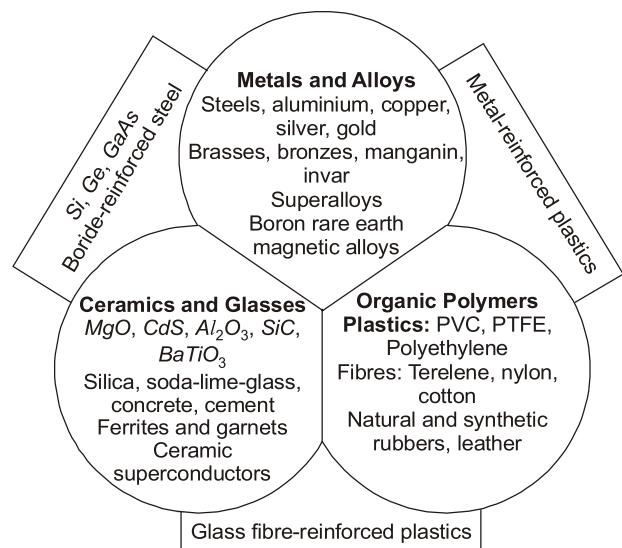 Metals and Alloys
Steels, aluminium, copper,
silver, gold
Brasses, bronzes, manganin,
invar
Superalloys
Boron rare earth
magnetic alloys
Si, Ge, GaAs
Boride-reinforced steel
Metal-reinforced plastics
Ceramics and Glasses
MgO, CdS, Al₂O₃, SiC,
BaTiO₃
Silica, soda-lime-glass,
concrete, cement
Ferrites and garnets
Ceramic
superconductors
Organic Polymers
Plastics: PVC, PTFE,
Polyethylene
Fibres: Terelene, nylon,
cotton
Natural and synthetic
rubbers, leather
Glass fibre-reinforced plastics